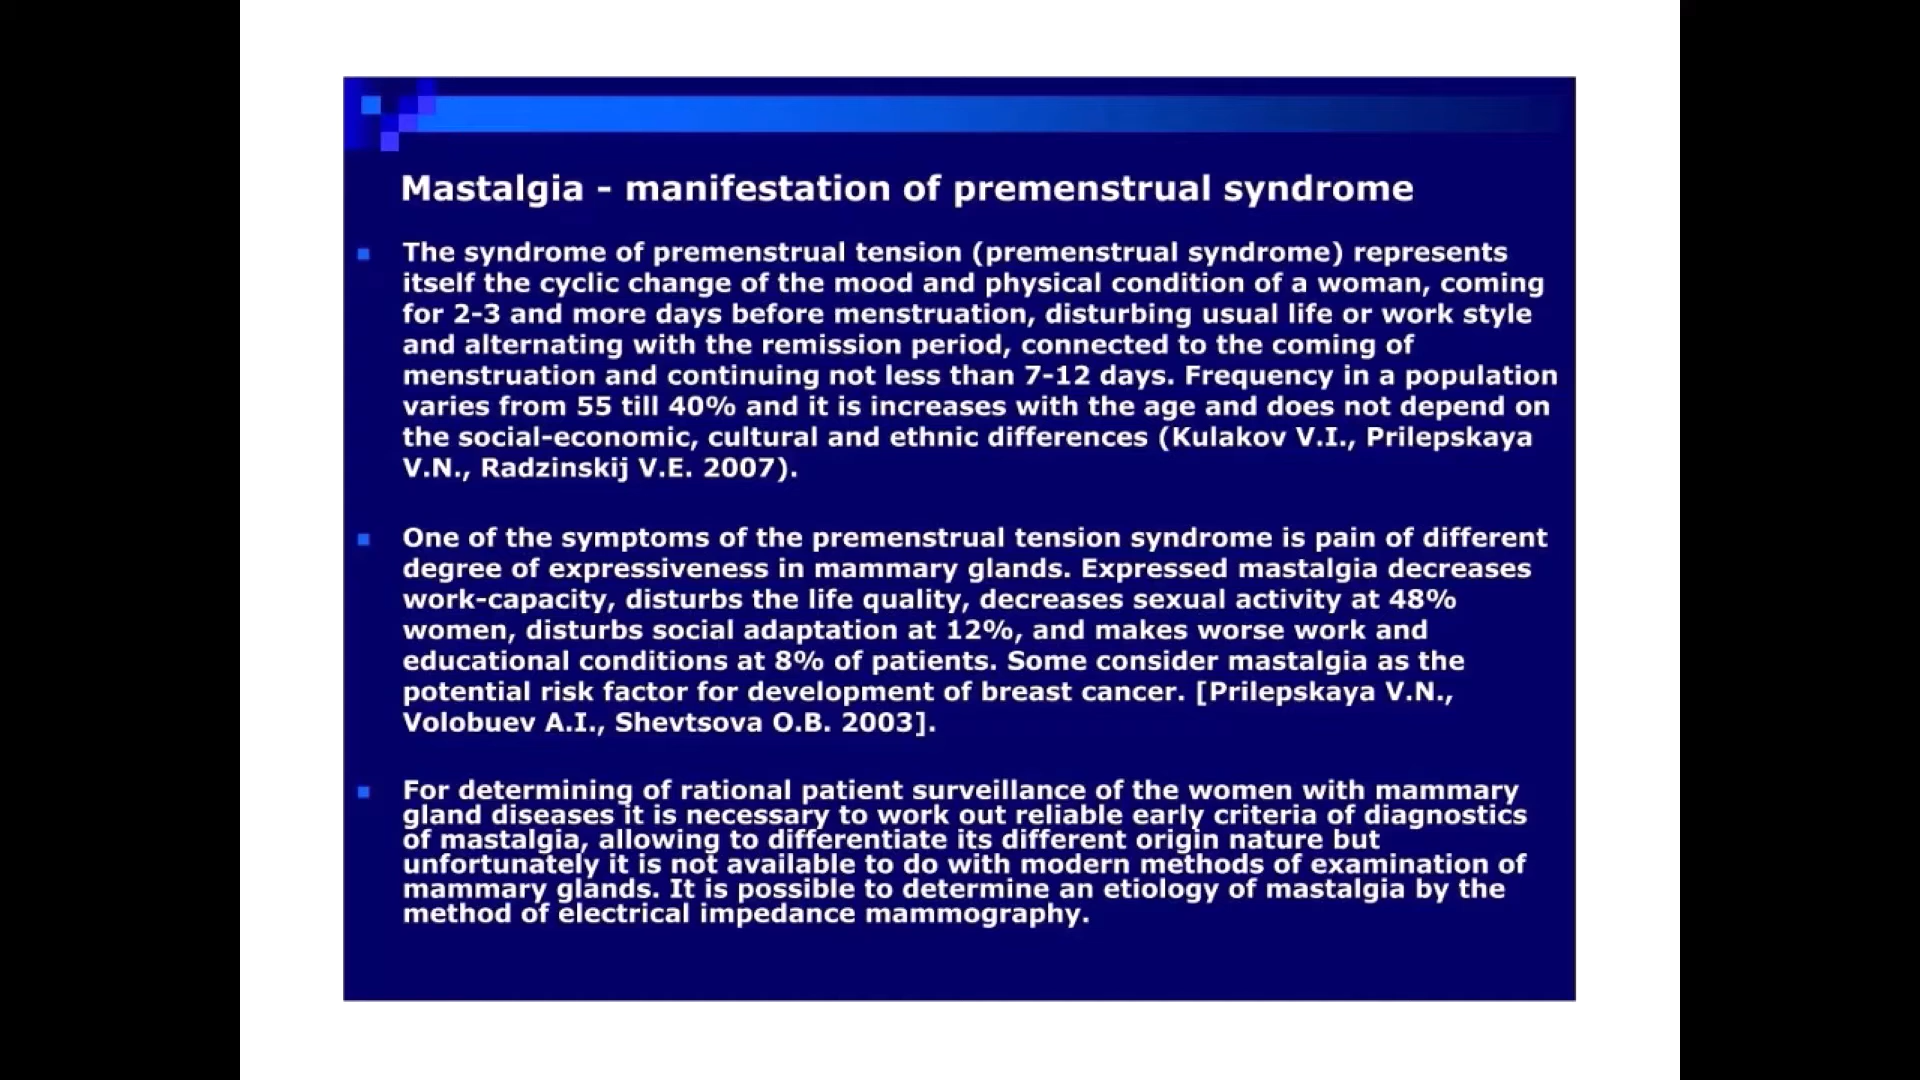 Mastalgia - manifestation of premenstrual syndrome
The syndrome of premenstrual tension (premenstrual syndrome) represents
itself the cyclic change of the mood and physical condition of a woman, coming
for 2-3 and more days before menstruation, disturbing usual life or work style
and alternating with the remission period, connected to the coming of
menstruation and continuing not less than 7-12 days. Frequency in a population
varies from 55 till 40% and it is increases with the age and does not depend on
the social-economic, cultural and ethnic differences (Kulakov V.I., Prilepskaya
V.N., Radzinskij V.E. 2007).
One of the symptoms of the premenstrual tension syndrome is pain of different
degree of expressiveness in mammary glands. Expressed mastalgia decreases
work-capacity, disturbs the life quality, decreases sexual activity at 48%
women, disturbs social adaptation at 12%, and makes worse work and
educational conditions at 8% of patients. Some consider mastalgia as the
potential risk factor for development of breast cancer. [Prilepskaya V.N.,
Volobuev A.I., Shevtsova O.B. 2003].
For determining of rational patient surveillance of the women with mammary
gland diseases it is necessary to work out reliable early criteria of diagnostics
of mastalgia, allowing to differentiate its different origin nature but
unfortunately it is not available to do with modern methods of examination of
mammary glands. It is possible to determine an etiology of mastalgia by the
method of electrical impedance mammography.